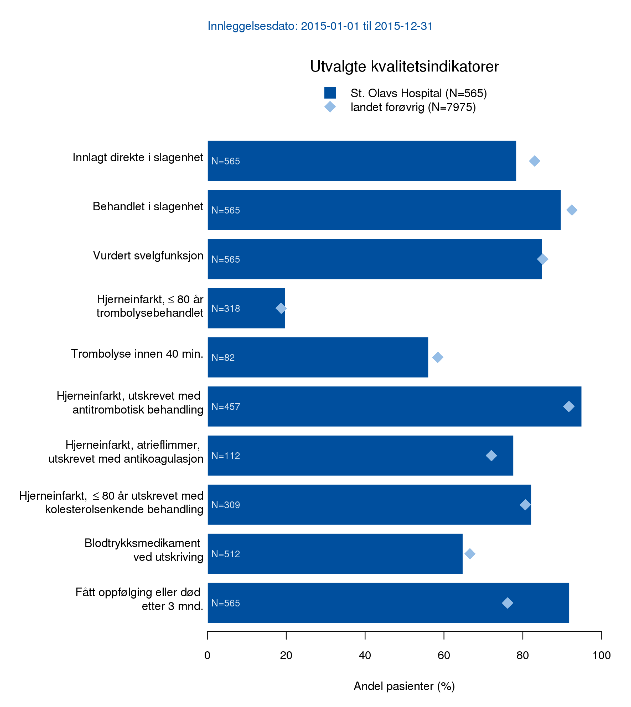 Innleggelsesdato: 2015-01-01 til 2015-12-31
Utvalgte kvalitetsindikatorer
St. Olavs Hospital (N=565)
landet forøvrig (N=7975)
Innlagt direkte i slagenhet
N=565
Behandlet i slagenhet
N=565
Vurdert svelgfunksjon
N=565
Hjerneinfarkt, ≤ 80 år
trombolysebehandlet
N=318
Trombolyse innen 40 min.
N=82
Hjerneinfarkt, utskrevet med
antitrombotisk behandling
N=457
Hjerneinfarkt, atrieflimmer,
utskrevet med antikoagulasjon
N=112
Hjerneinfarkt, ≤ 80 år utskrevet med
kolesterolsenkende behandling
N=309
Blodtrykksmedikament
ved utskriving
N=512
Fått oppfølging eller død
etter 3 mnd.
N=565
0 20 40 60 80 100
Andel pasienter (%)